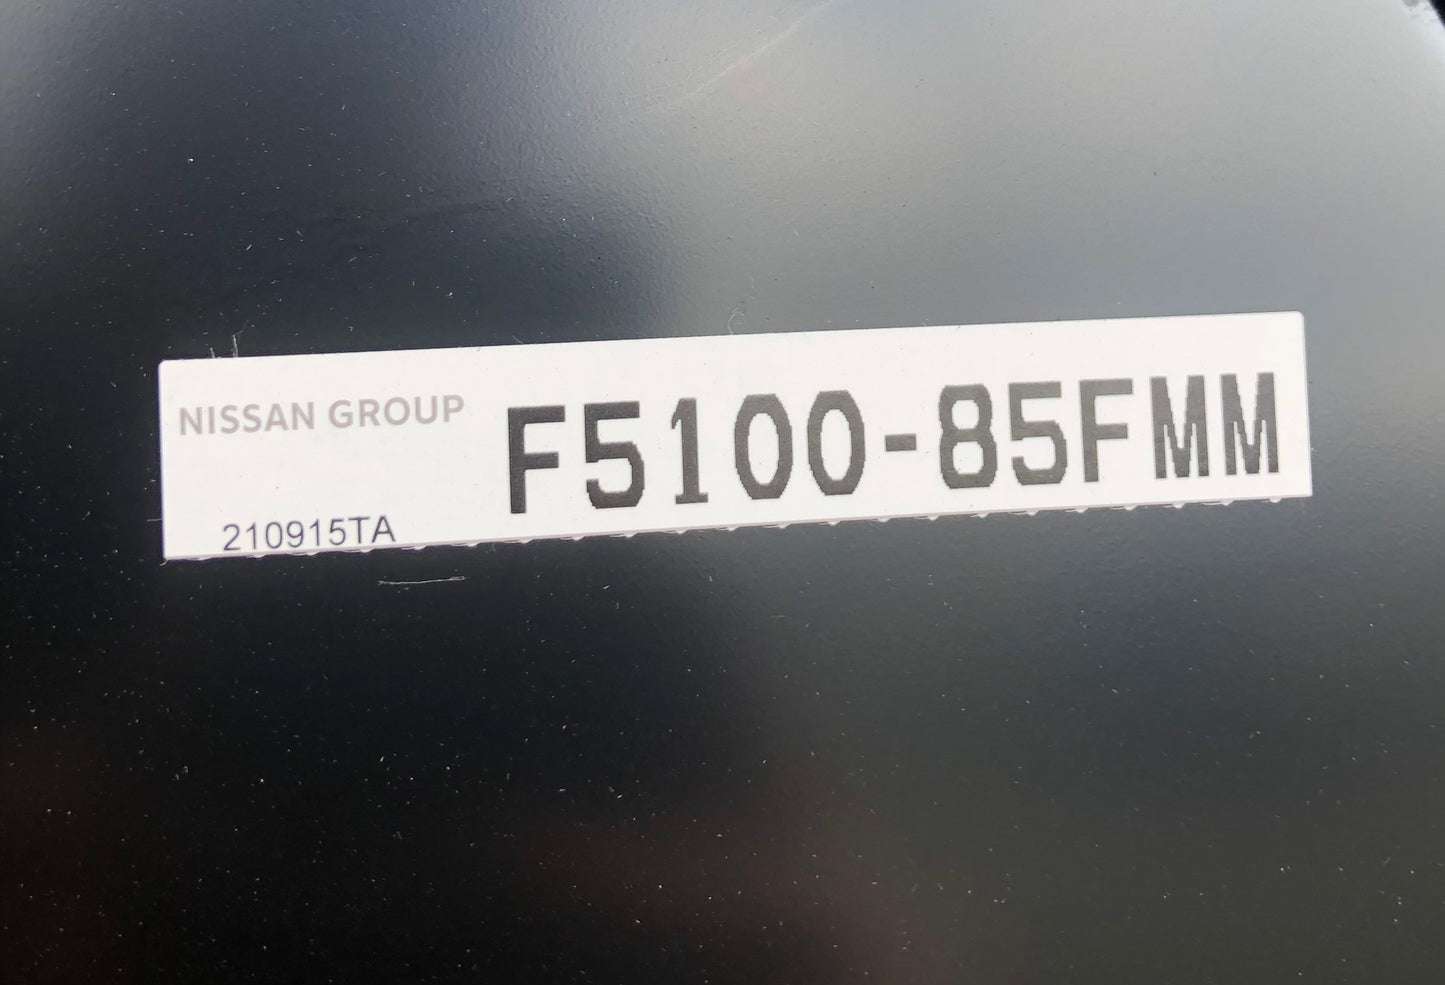 NISSAN GROUP
F5100-85FMM
210915TA